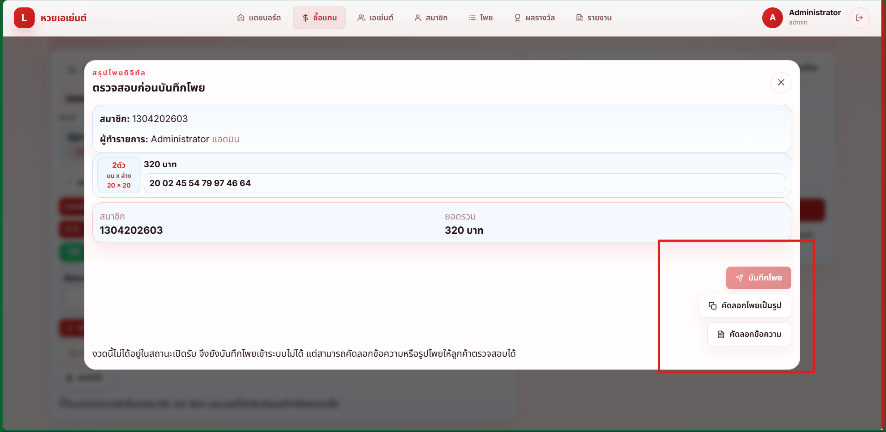 L หวยเอเย่นต์
แดชบอร์ด ซื้อแทน เอเย่นต์ สมาชิก โพย ผลรางวัล รายงาน
A Administrator
admin
สรุปโพยดิจิทัล
ตรวจสอบก่อนบันทึกโพย
สมาชิก: 1304202603
ผู้ทำรายการ: Administrator แอดมิน
2ตัว
บน x ล่าง
20 × 20
320 บาท
20 02 45 54 79 97 46 64
สมาชิก
1304202603
ยอดรวม
320 บาท
บันทึกโพย
คัดลอกโพยเป็นรูป
คัดลอกข้อความ
งวดนี้ไม่ได้อยู่ในสถานะเปิดรับ จึงยังบันทึกโพยเข้าระบบไม่ได้ แต่สามารถคัดลอกข้อความหรือรูปโพยให้ลูกค้าตรวจสอบได้